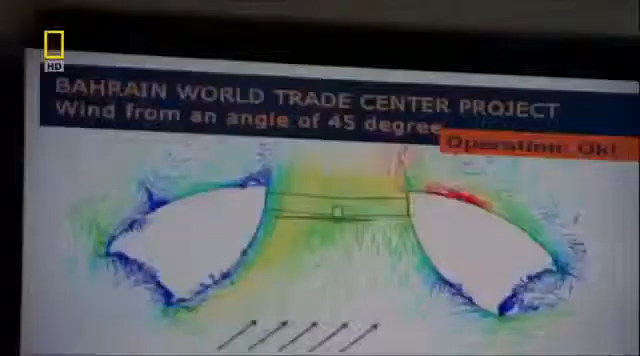 HD
BAHRAIN WORLD TRADE CENTER PROJECT
Wind from an angle of 45 degree
Operation: Ok!